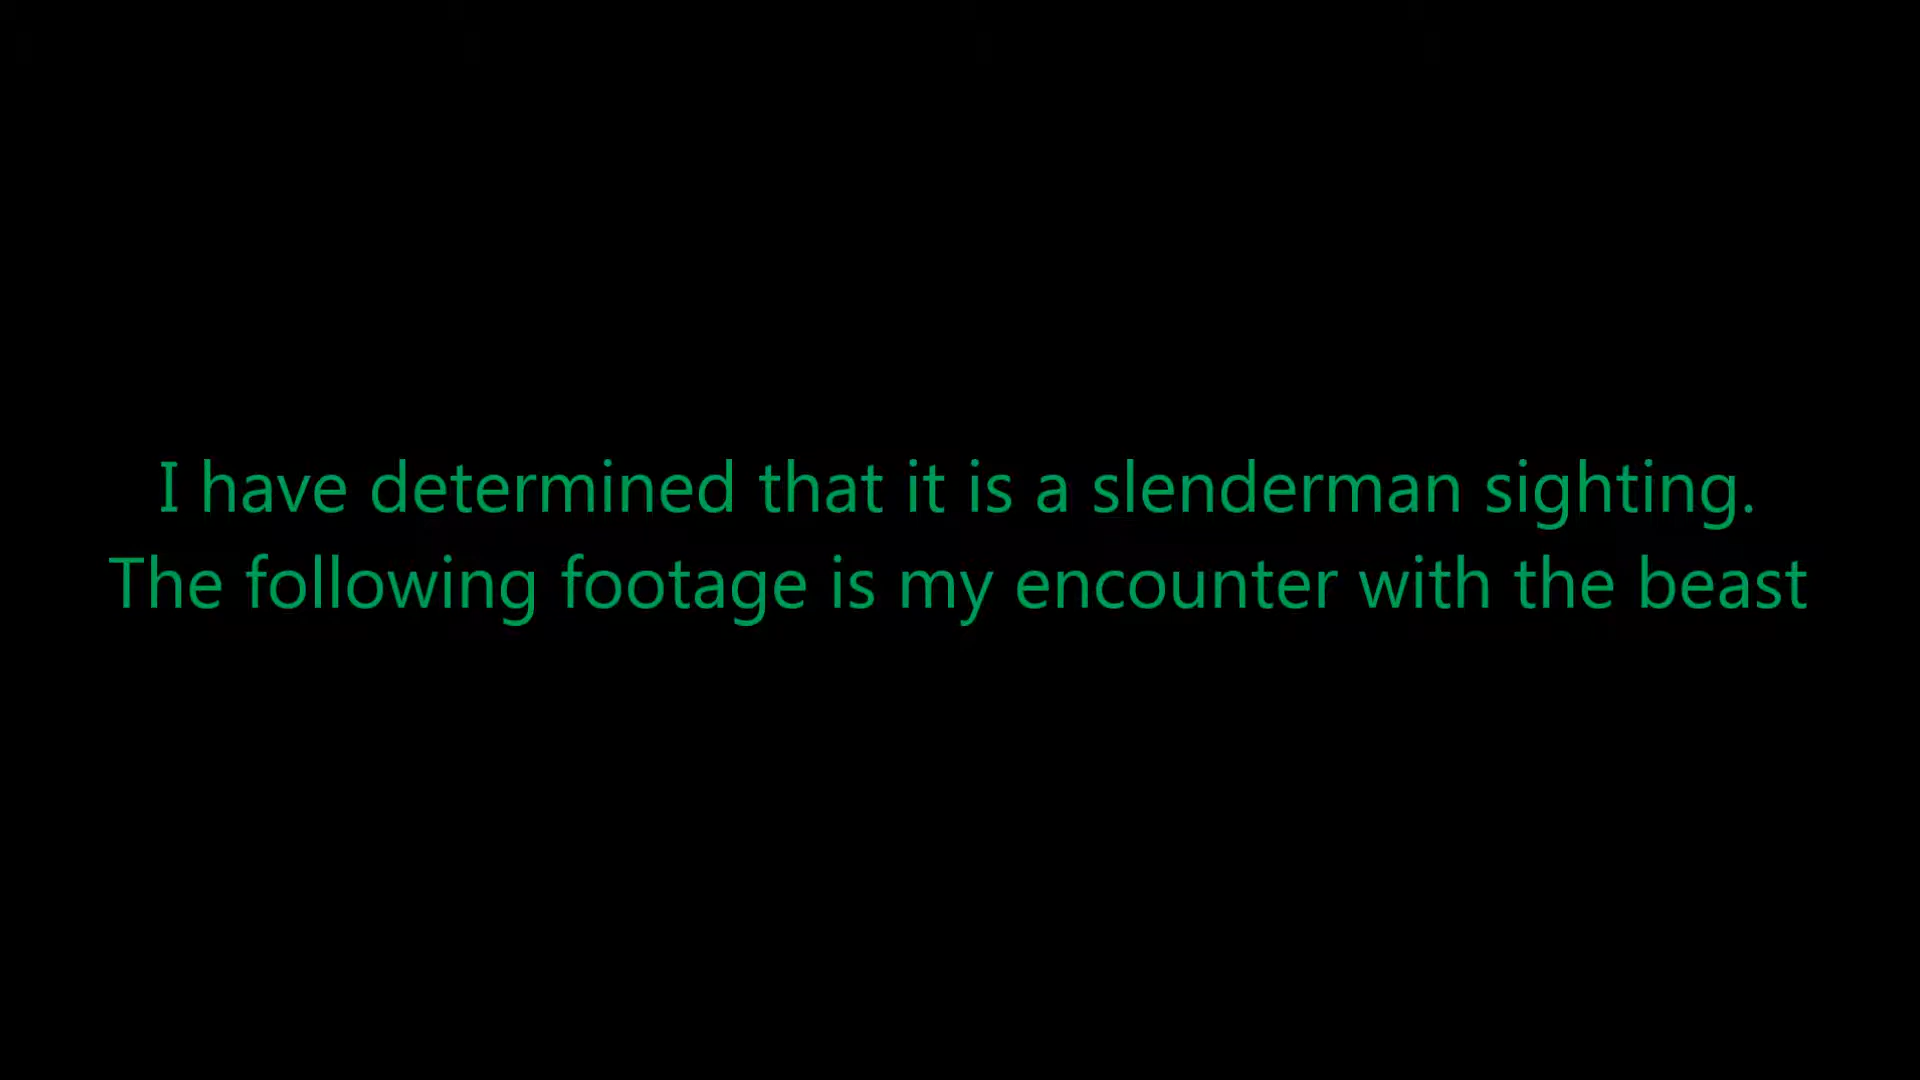 I have determined that it is a slenderman sighting.
The following footage is my encounter with the beast